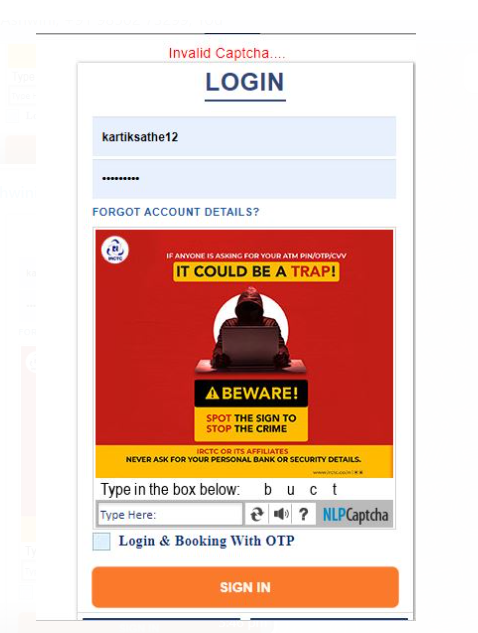 Invalid Captcha....
LOGIN
kartiksathe12
•••••••••
FORGOT ACCOUNT DETAILS?
IRCTC
IF ANYONE IS ASKING FOR YOUR ATM PIN/OTP/CVV
IT COULD BE A TRAP!
BEWARE!
SPOT THE SIGN TO
STOP THE CRIME
IRCTC OR ITS AFFILIATES
NEVER ASK FOR YOUR PERSONAL BANK OR SECURITY DETAILS.
Type in the box below: b u c t
Type Here: ? NLPCaptcha
Login & Booking With OTP
SIGN IN